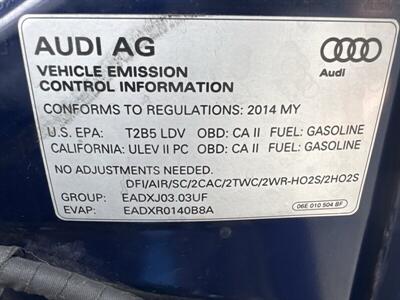 AUDI AG
Audi
VEHICLE EMISSION
CONTROL INFORMATION
CONFORMS TO REGULATIONS: 2014 MY
U.S. EPA: T2B5 LDV OBD: CA II FUEL: GASOLINE
CALIFORNIA: ULEV II PC OBD: CA II FUEL: GASOLINE
NO ADJUSTMENTS NEEDED.
DFI/AIR/SC/2CAC/2TWC/2WR-HO2S/2HO2S
GROUP: EADXJ03.03UF
EVAP: EADXR0140B8A
06E 010 504 BF